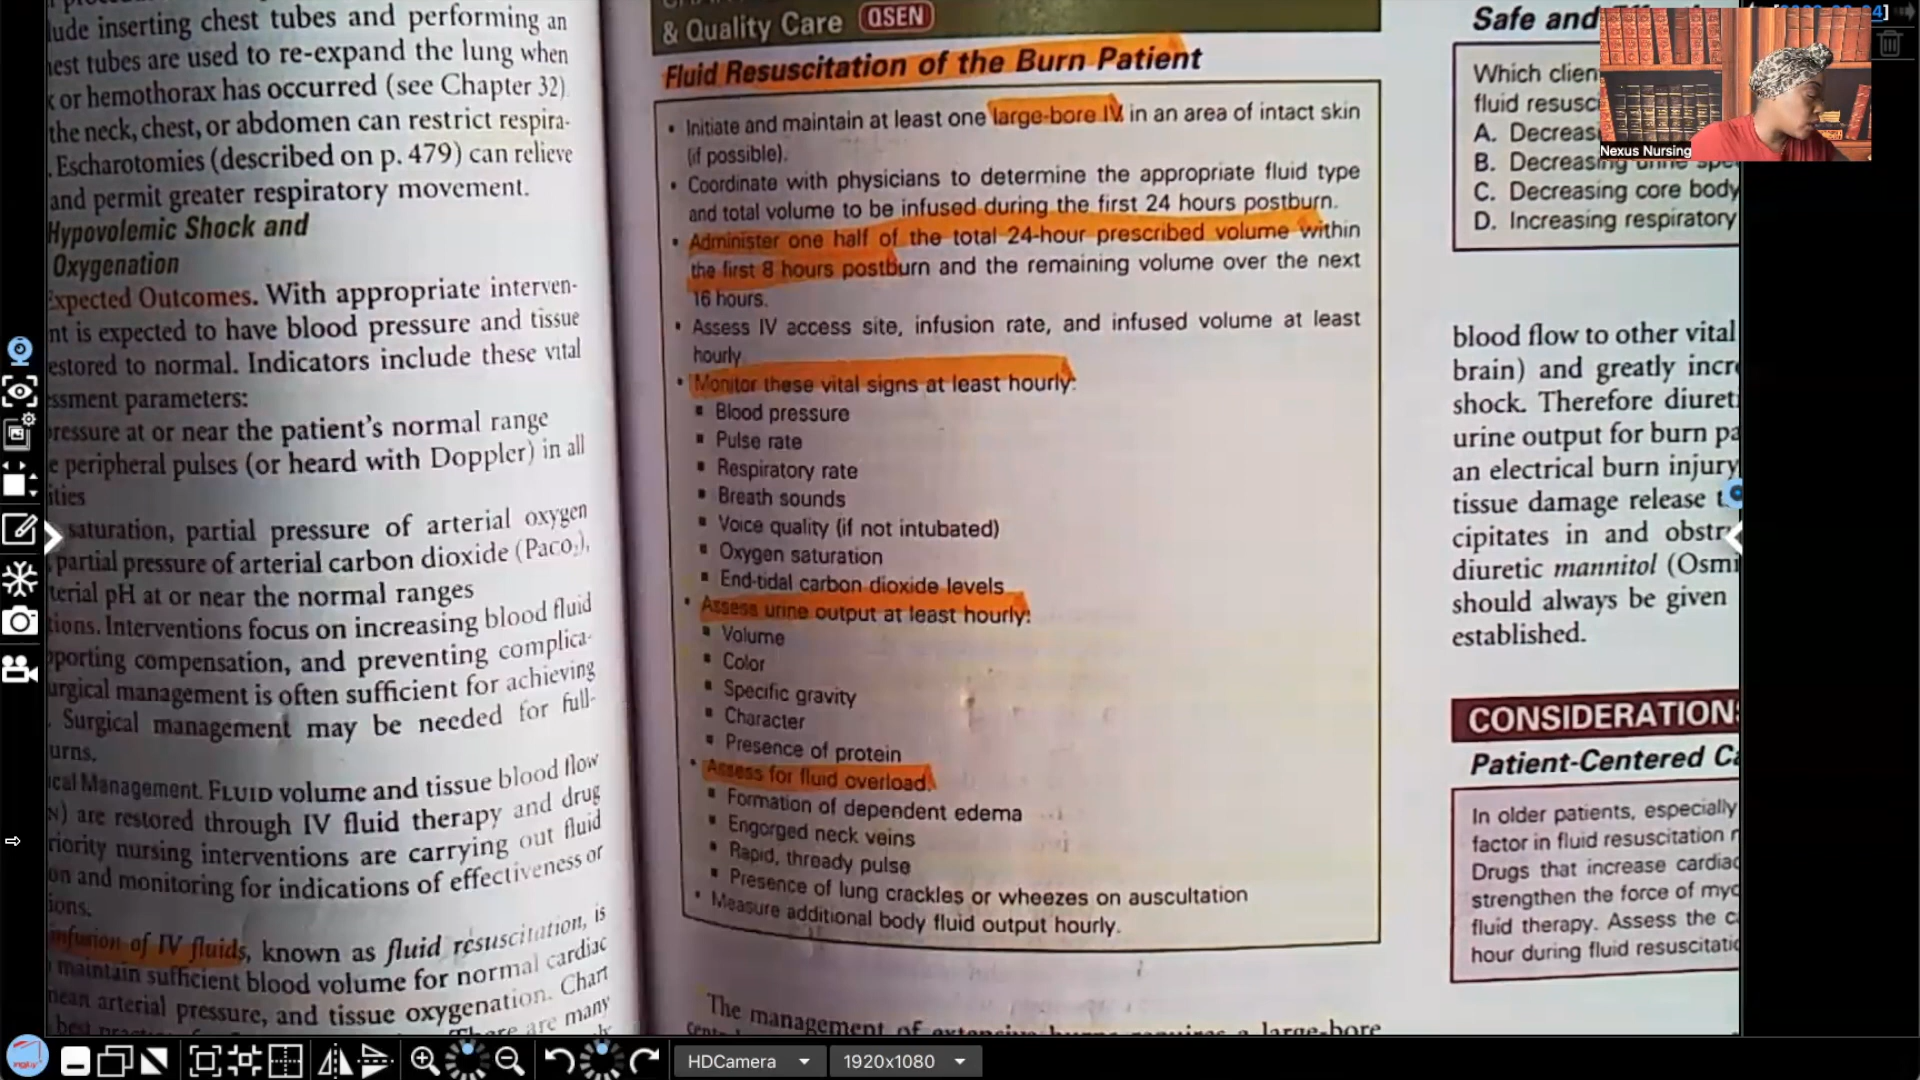 lude inserting chest tubes and performing an
est tubes are used to re-expand the lung when
or hemothorax has occurred (see Chapter 32)
the neck, chest, or abdomen can restrict respira-
Escharotomies (described on p. 479) can relieve
and permit greater respiratory movement.
Hypovolemic Shock and
Oxygenation
Expected Outcomes. With appropriate interven-
nt is expected to have blood pressure and tissue
estored to normal. Indicators include these vital
ssment parameters:
ressure at or near the patient's normal range
e peripheral pulses (or heard with Doppler) in all
ities
saturation, partial pressure of arterial oxygen
partial pressure of arterial carbon dioxide (Paco₂),
terial pH at or near the normal ranges
tions. Interventions focus on increasing blood fluid
pporting compensation, and preventing complica-
urgical management is often sufficient for achieving
. Surgical management may be needed for full-
urns.
ical Management. FLUID volume and tissue blood flow
N) are restored through IV fluid therapy and drug
riority nursing interventions are carrying out fluid
on and monitoring for indications of effectiveness or
ions.
infusion of IV fluids, known as fluid resuscitation, is
maintain sufficient blood volume for normal cardiac
nean arterial pressure, and tissue oxygenation. Chart
are many
& Quality Care QSEN
Fluid Resuscitation of the Burn Patient
• Initiate and maintain at least one large-bore IV in an area of intact skin
(if possible).
• Coordinate with physicians to determine the appropriate fluid type
and total volume to be infused during the first 24 hours postburn.
• Administer one half of the total 24-hour prescribed volume within
the first 8 hours postburn and the remaining volume over the next
16 hours.
• Assess IV access site, infusion rate, and infused volume at least
hourly.
• Monitor these vital signs at least hourly:
▪ Blood pressure
▪ Pulse rate
▪ Respiratory rate
▪ Breath sounds
▪ Voice quality (if not intubated)
▪ Oxygen saturation
▪ End-tidal carbon dioxide levels
• Assess urine output at least hourly:
▪ Volume
▪ Color
▪ Specific gravity
▪ Character
▪ Presence of protein
• Assess for fluid overload:
▪ Formation of dependent edema
▪ Engorged neck veins
▪ Rapid, thready pulse
▪ Presence of lung crackles or wheezes on auscultation
• Measure additional body fluid output hourly.
The management of extensive burns requires a large-bore
Safe and
Which clien
fluid resusc
A. Decreas
B. Decreasing urine spe
C. Decreasing core body
D. Increasing respiratory
Nexus Nursing
blood flow to other vital
brain) and greatly incre
shock. Therefore diuret
urine output for burn pa
an electrical burn injury
tissue damage release t
cipitates in and obstr
diuretic mannitol (Osmi
should always be given
established.
CONSIDERATIONS
Patient-Centered Ca
In older patients, especially
factor in fluid resuscitation
Drugs that increase cardiac
strengthen the force of myo
fluid therapy. Assess the c
hour during fluid resuscitatio
HDCamera
1920x1080